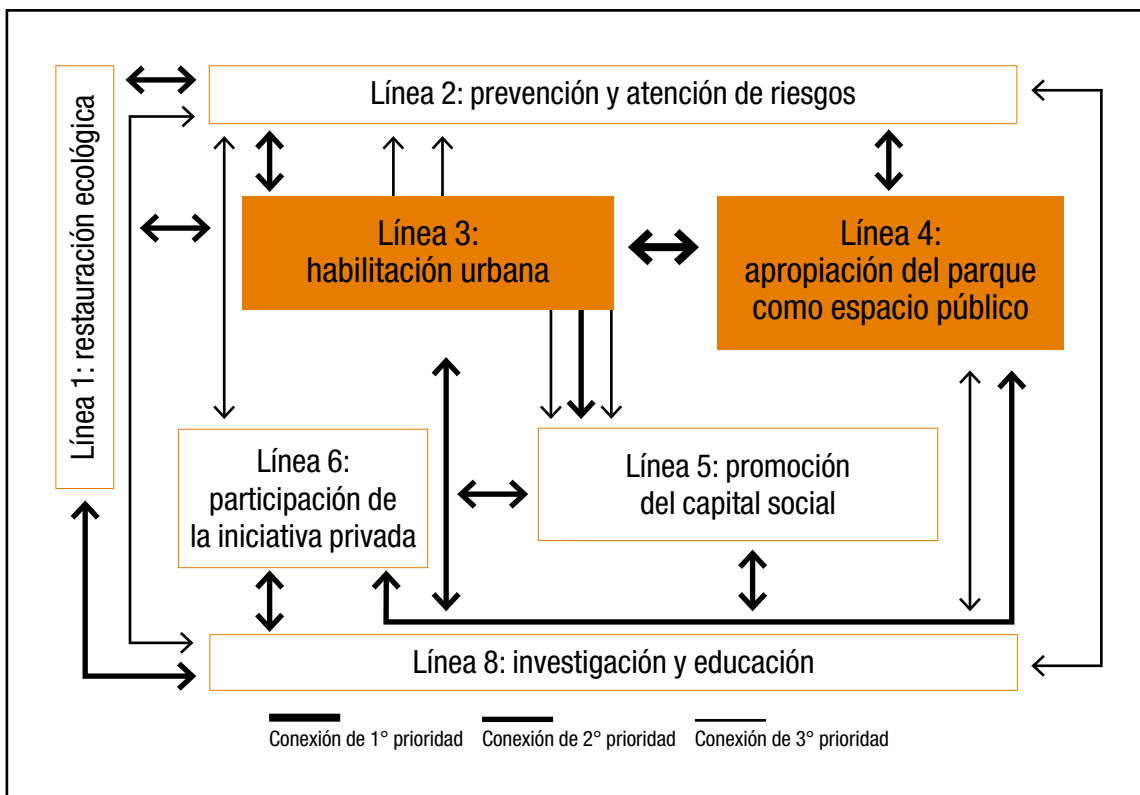 Línea 1: restauración ecológica
Línea 2: prevención y atención de riesgos
Línea 3:
habilitación urbana
Línea 4:
apropiación del parque
como espacio público
Línea 6:
participación de
la iniciativa privada
Línea 5: promoción
del capital social
Línea 8: investigación y educación
Conexión de 1° prioridad
Conexión de 2° prioridad
Conexión de 3° prioridad